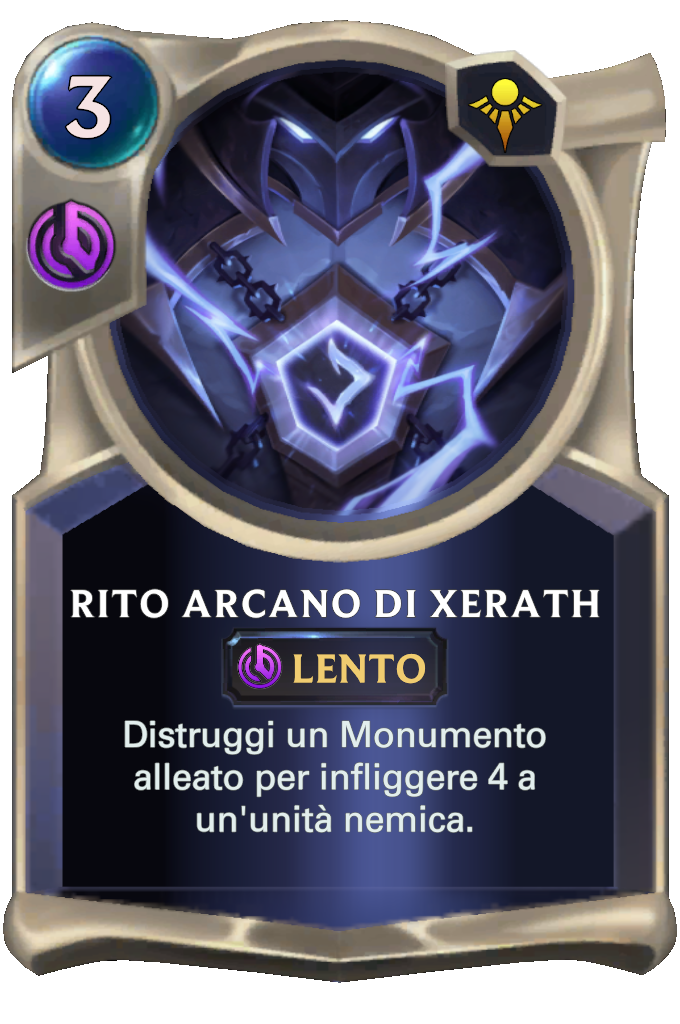 3
RITO ARCANO DI XERATH
LENTO
Distruggi un Monumento
alleato per infliggere 4 a
un'unità nemica.